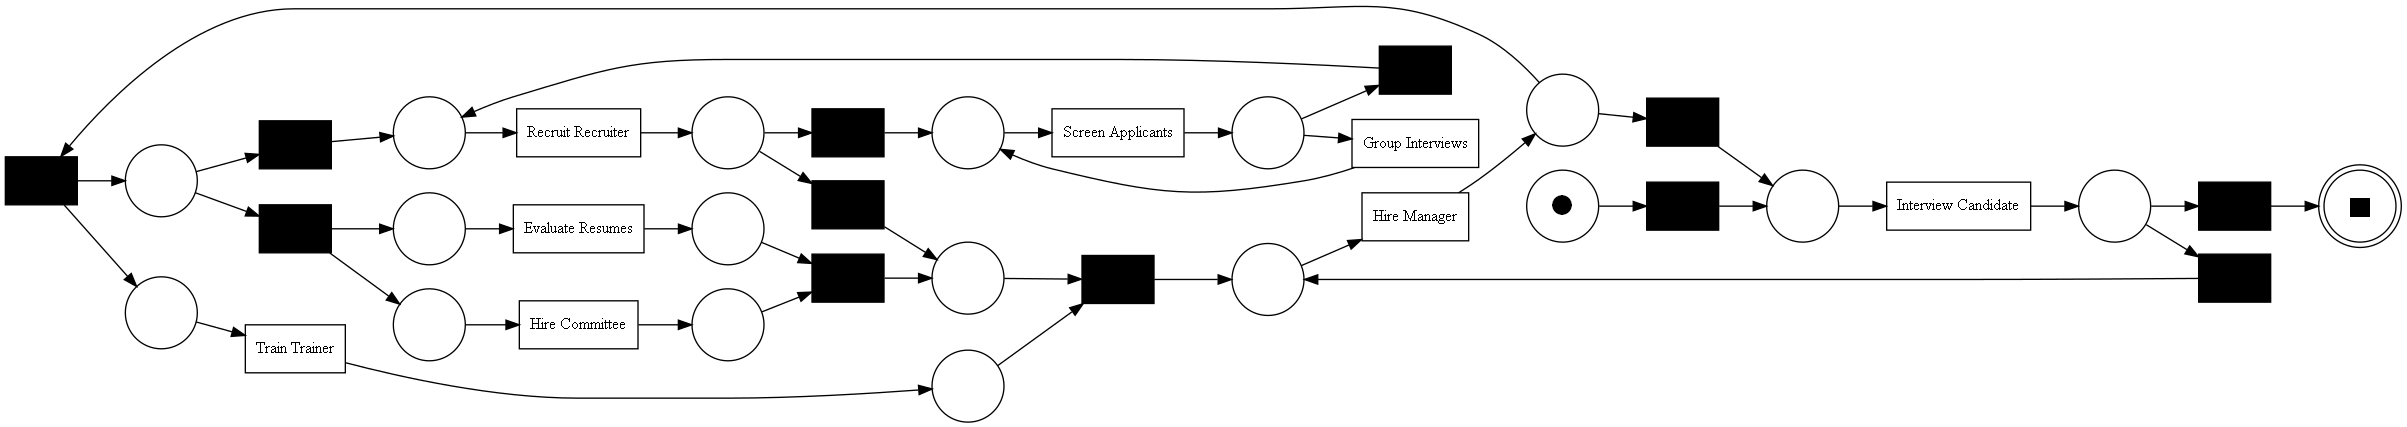 Recruit Recruiter
Screen Applicants
Group Interviews
Evaluate Resumes
Hire Manager
Interview Candidate
Hire Committee
Train Trainer